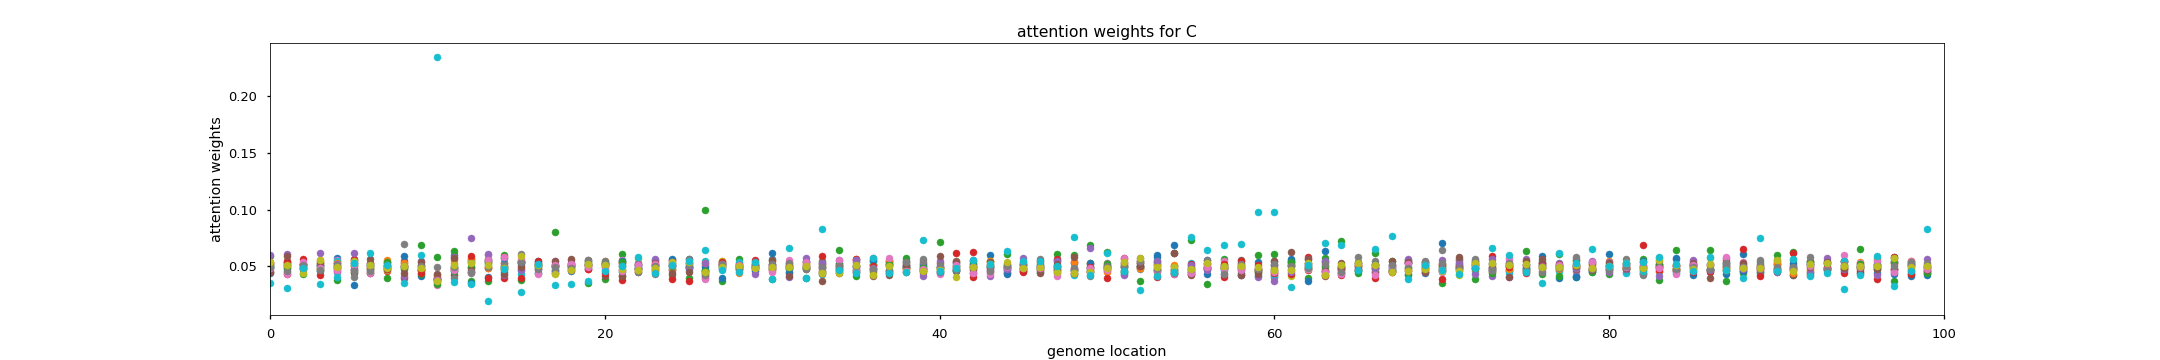 attention weights for C
attention weights
0.20
0.15
0.10
0.05
0 20 40 60 80 100
genome location